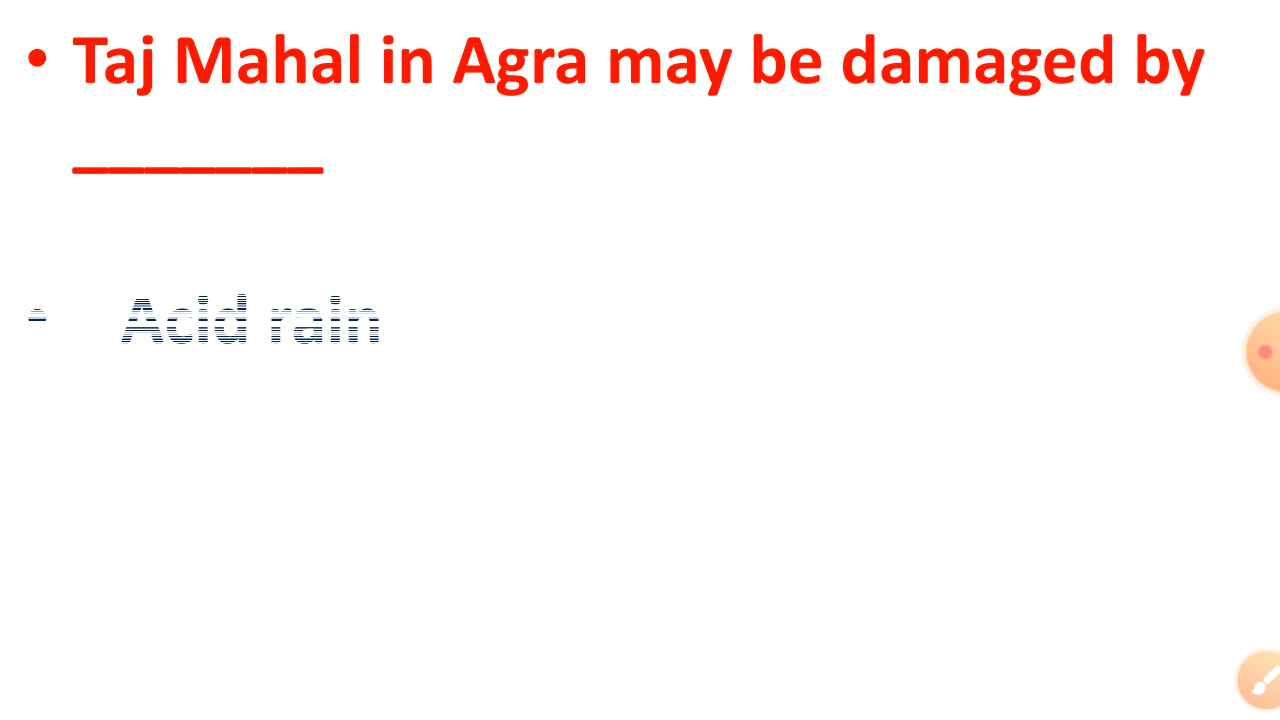 • Taj Mahal in Agra may be damaged by
_______
• Acid rain